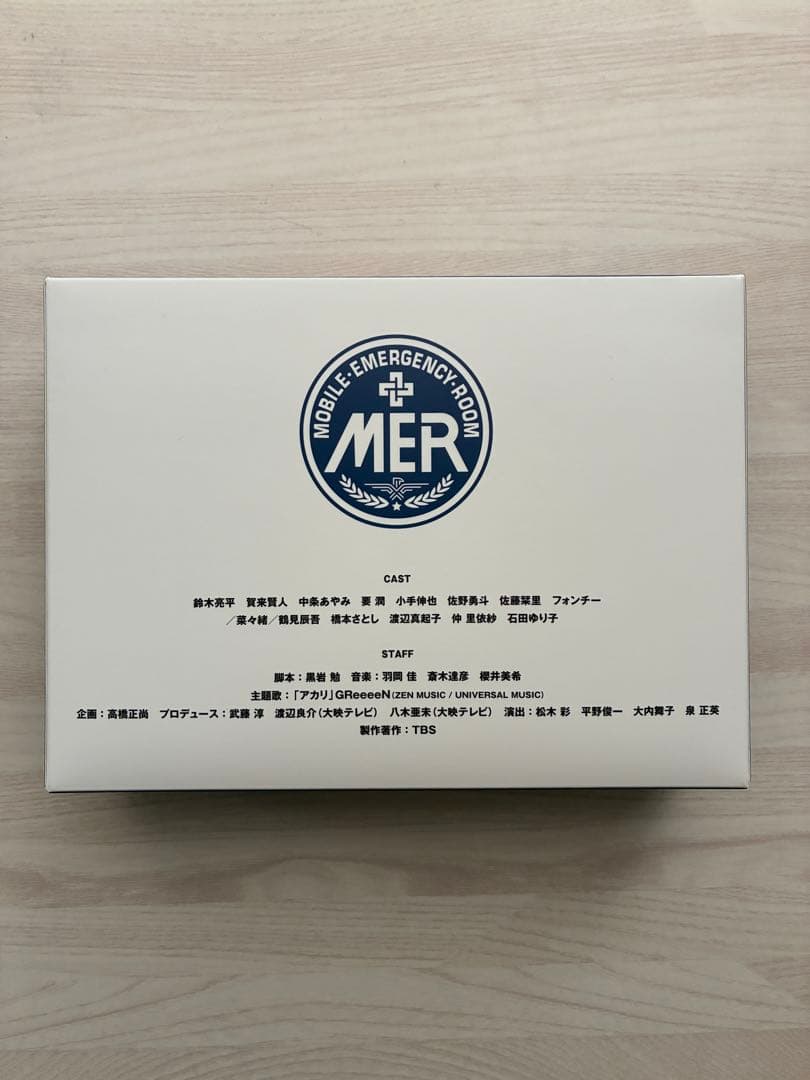 MOBILE・EMERGENCY・ROOM
MER
CAST
鈴木亮平　賀来賢人　中条あやみ　要 潤　小手伸也　佐野勇斗　佐藤栞里　フォンチー
／菜々緒／鶴見辰吾　橋本さとし　渡辺真起子　仲 里依紗　石田ゆり子
STAFF
脚本：黒岩 勉　音楽：羽岡 佳　斎木達彦　櫻井美希
主題歌：「アカリ」GReeeeN（ZEN MUSIC / UNIVERSAL MUSIC）
企画：高橋正尚　プロデュース：武藤 淳　渡辺良介（大映テレビ）　八木亜未（大映テレビ）　演出：松木 彩　平野俊一　大内舞子　泉 正英
製作著作：TBS